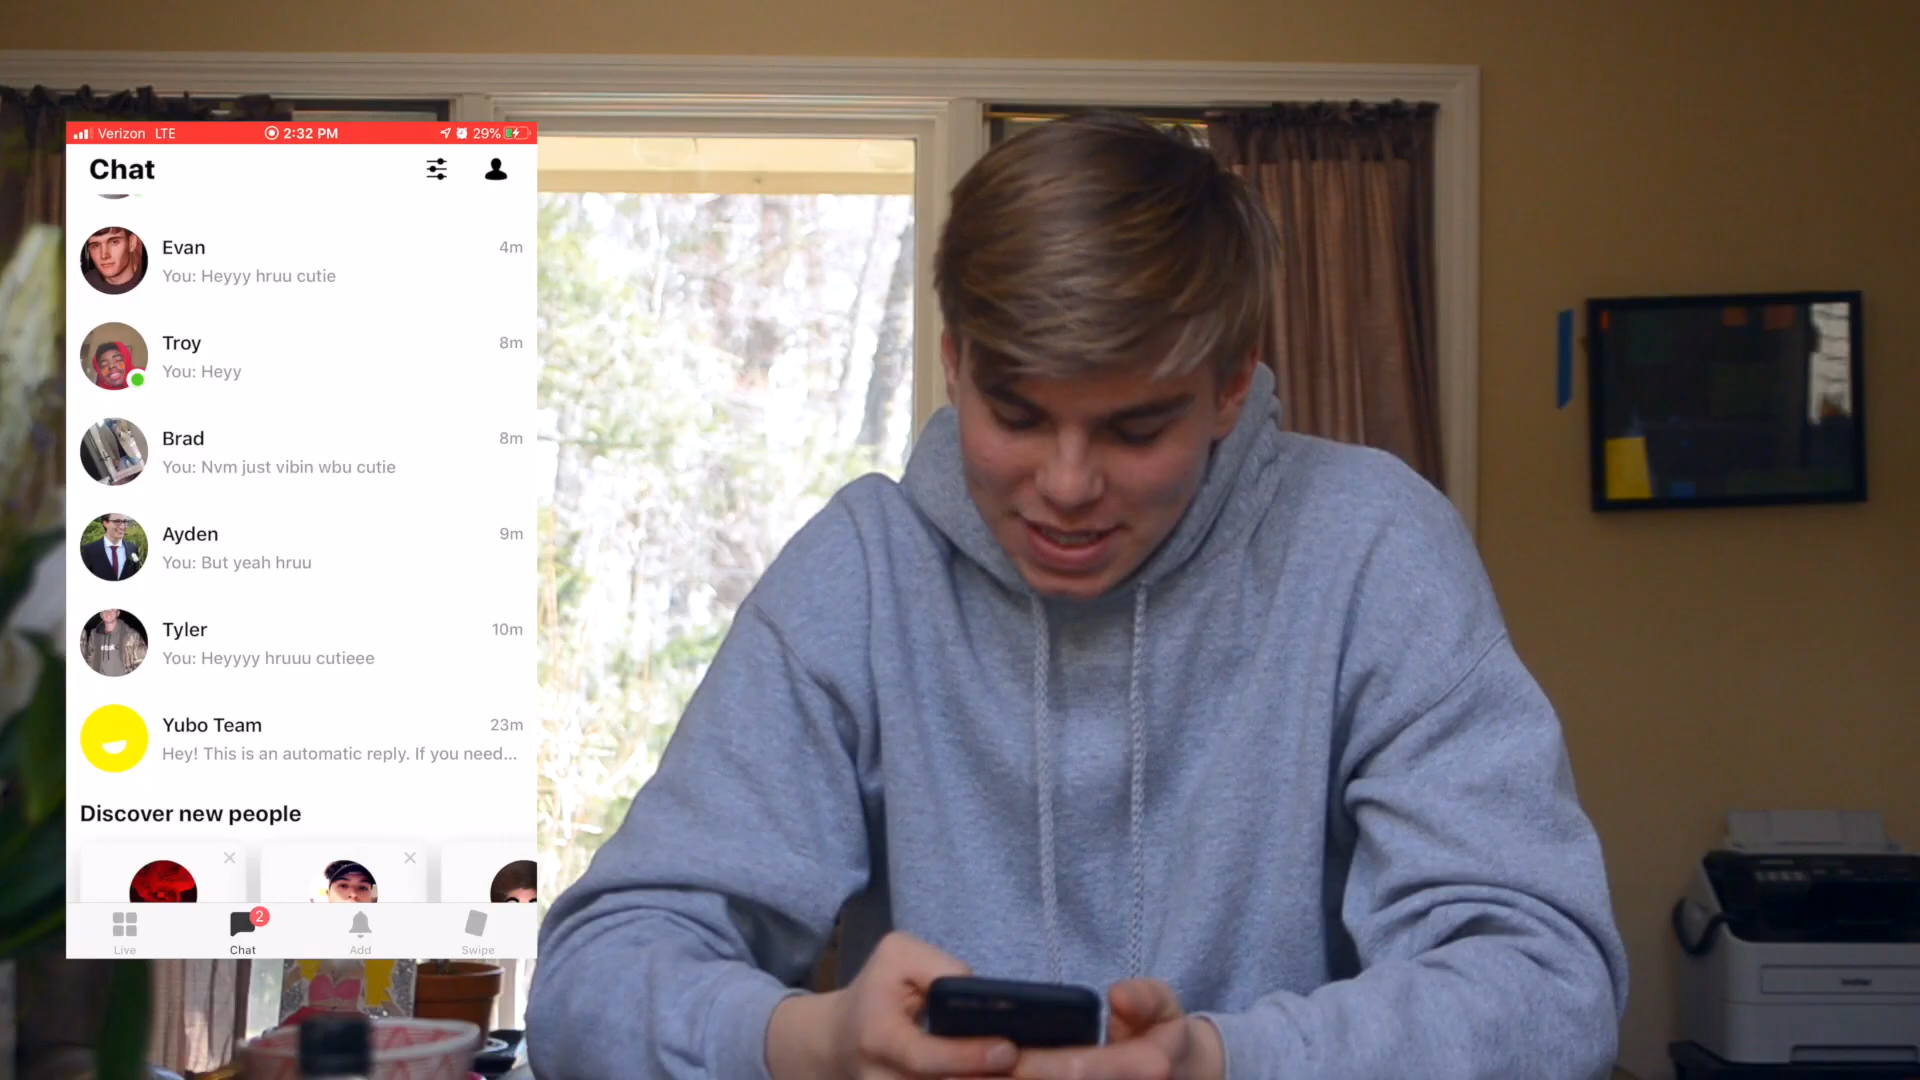 Verizon LTE 2:32 PM 29%
Chat
Evan 4m
You: Heyyy hruu cutie
Troy 8m
You: Heyy
Brad 8m
You: Nvm just vibin wbu cutie
Ayden 9m
You: But yeah hruu
Tyler 10m
You: Heyyyy hruuu cutieee
Yubo Team 23m
Hey! This is an automatic reply. If you need...
Discover new people
2
Live Chat Add Swipe
brother